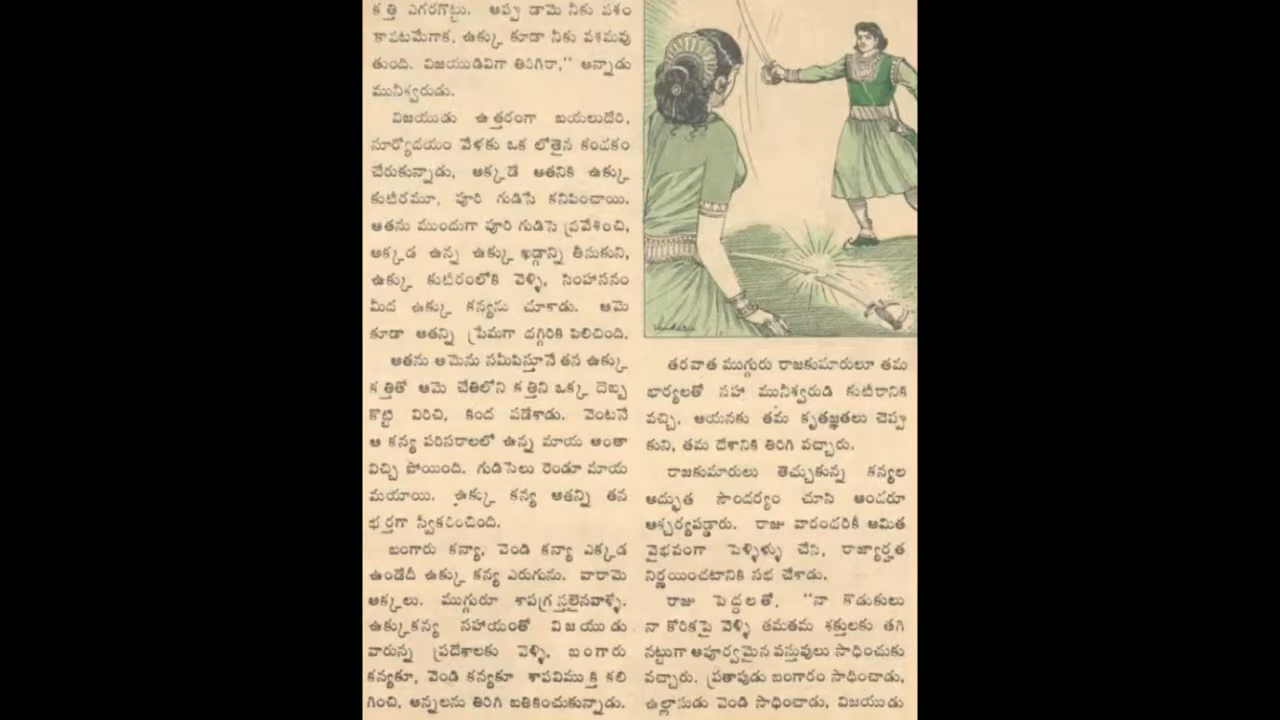 కత్తి ఎగరగొట్టు. అప్పు డామె నీకు వశం
కావటమేగాక, ఉక్కు కూడా నీకు వశమవు
తుంది. విజయుడివిగా తిరిగిరా,” అన్నాడు
మునీశ్వరుడు.
విజయుడు ఉత్తరంగా బయలుదేరి,
సూర్యోదయం వేళకు ఒక లోతైన కందకం
చేరుకున్నాడు, అక్కడే అతనికి ఉక్కు
కుటీరమూ, పూరి గుడిసే కనిపించాయి.
అతను ముందుగా పూరి గుడిసె ప్రవేశించి,
అక్కడ ఉన్న ఉక్కు ఖడ్గాన్ని తీసుకుని,
ఉక్కు కుటీరంలోకి వెళ్ళి, సింహాసనం
మీద ఉక్కు కన్యను చూశాడు. ఆమె
కూడా అతన్ని ప్రేమగా దగ్గిరికి పిలిచింది.
అతను ఆమెను సమీపిస్తూనే తన ఉక్కు
కత్తితో ఆమె చేతిలోని కత్తిని ఒక్క దెబ్బ
కొట్టి విరిచి, కింద పడేశాడు. వెంటనే
ఆ కన్య పరిసరాలలో ఉన్న మాయ అంతా
విచ్చి పోయింది. గుడిసెలు రెండూ మాయ
మయాయి. ఉక్కు కన్య అతన్ని తన
భర్తగా స్వీకరించింది.
బంగారు కన్యా, వెండి కన్యా ఎక్కడ
ఉండేదీ ఉక్కు కన్య ఎరుగును. వారామె
అక్కలు. ముగ్గురూ శాపగ్రస్తలైనవాళ్ళే.
ఉక్కుకన్య సహాయంతో విజయుడు
వారున్న ప్రదేశాలకు వెళ్ళి, బంగారు
కన్యకూ, వెండి కన్యకూ శాపవిముక్తి కలి
గించి, అన్నలను తిరిగి బతికించుకున్నాడు.
తరవాత ముగ్గురు రాజకుమారులూ తమ
భార్యలతో సహా మునీశ్వరుడి కుటీరానికి
వచ్చి, ఆయనకు తమ కృతజ్ఞతలు చెప్పు
కుని, తమ దేశానికి తిరిగి వచ్చారు.
రాజకుమారులు తెచ్చుకున్న కన్యల
అద్భుత సౌందర్యం చూసి అందరూ
ఆశ్చర్యపడ్డారు. రాజు వారందరికీ అమిత
వైభవంగా పెళ్ళిళ్ళు చేసి, రాజ్యార్హత
నిర్ణయించటానికి సభ చేశాడు.
రాజు పెద్దలతో, “నా కొడుకులు
నా కోరికపై వెళ్ళి తమతమ శక్తులకు తగి
నట్టుగా అపూర్వమైన వస్తువులు సాధించుకు
వచ్చారు. ప్రతాపుడు బంగారం సాధించాడు,
ఉల్లాసుడు వెండి సాధించాడు, విజయుడు